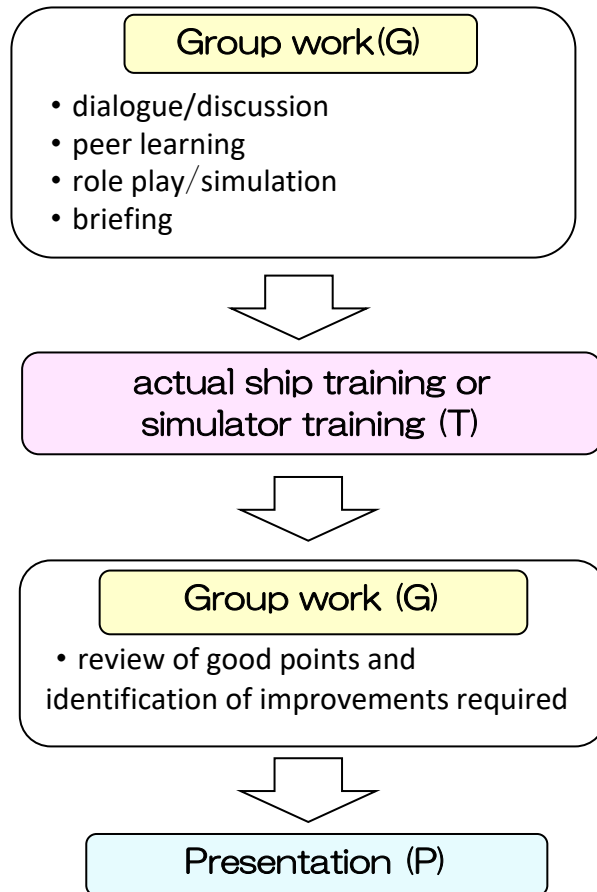 Group work(G)
• dialogue/discussion
• peer learning
• role play/simulation
• briefing
actual ship training or
simulator training (T)
Group work (G)
• review of good points and
identification of improvements required
Presentation (P)